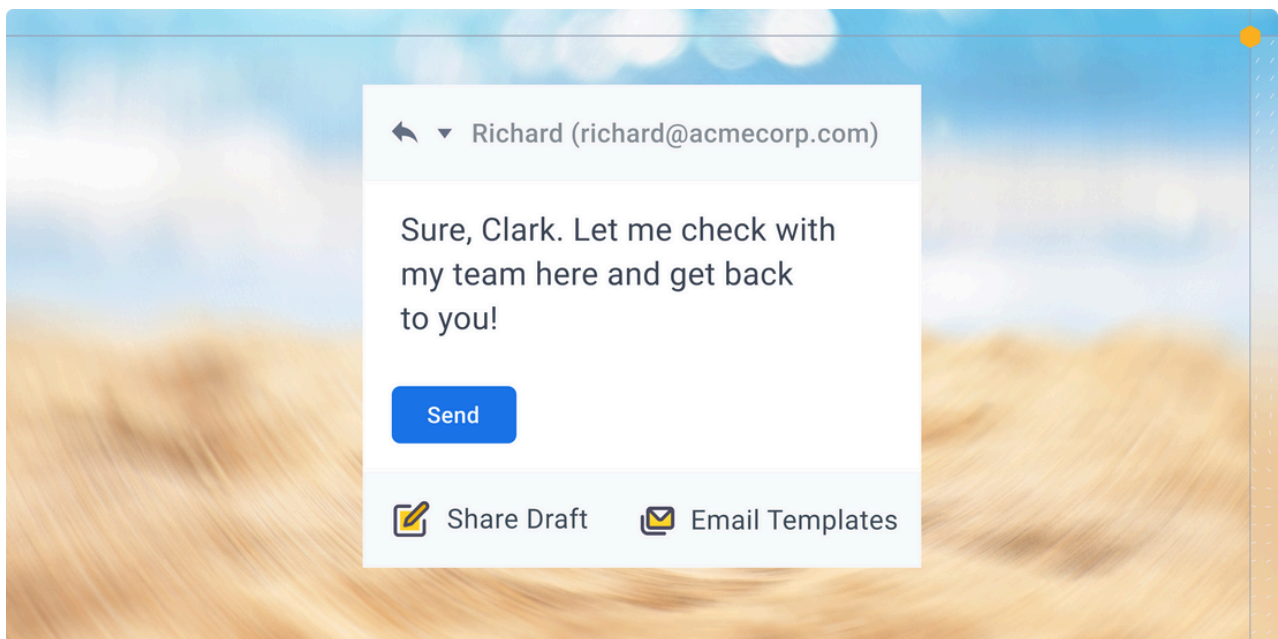 Richard (richard@acmecorp.com)
Sure, Clark. Let me check with
my team here and get back
to you!
Send
Share Draft
Email Templates